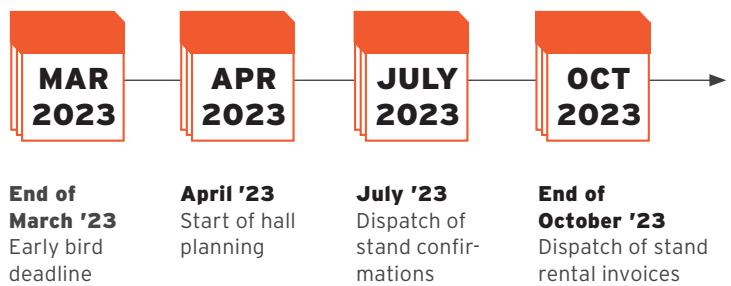 MAR
2023
APR
2023
JULY
2023
OCT
2023
End of
March '23
Early bird
deadline
April '23
Start of hall
planning
July '23
Dispatch of
stand confir-
mations
End of
October '23
Dispatch of stand
rental invoices